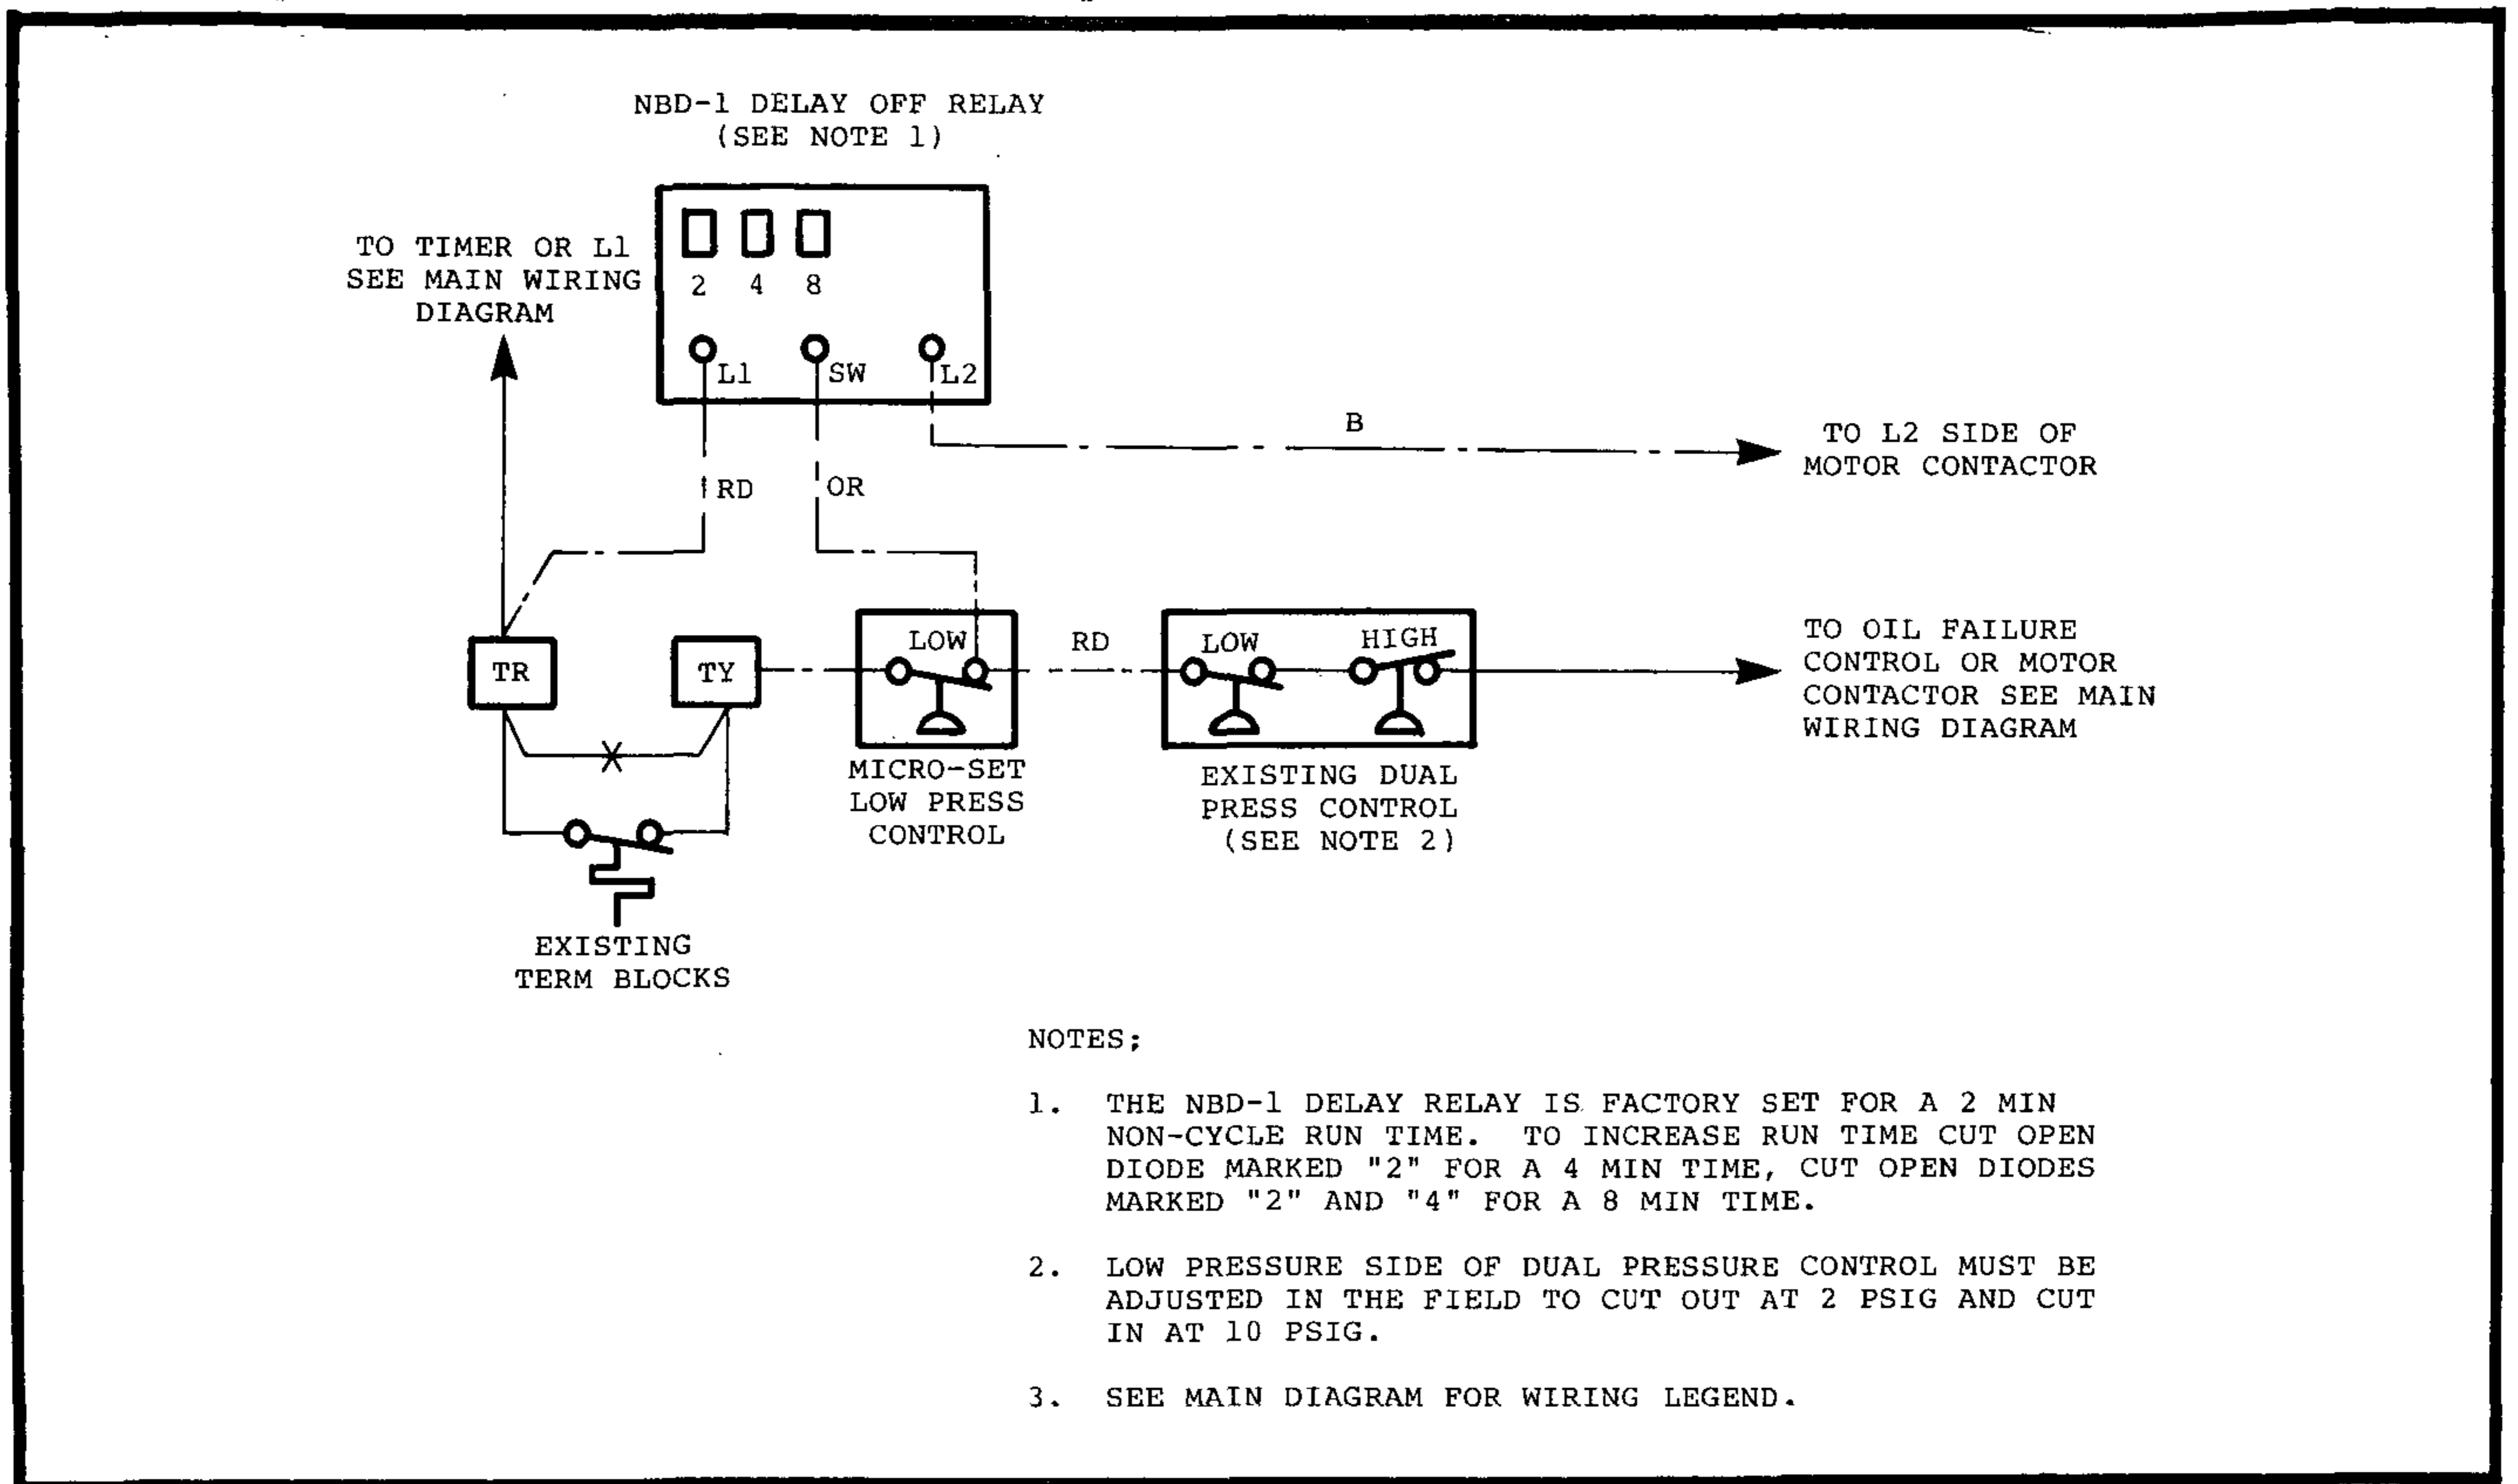 NBD-1 DELAY OFF RELAY
(SEE NOTE 1)
TO TIMER OR L1
SEE MAIN WIRING
DIAGRAM
2 4 8
L1 SW L2
B
TO L2 SIDE OF
MOTOR CONTACTOR
RD OR
TR TY
LOW
RD
LOW HIGH
TO OIL FAILURE
CONTROL OR MOTOR
CONTACTOR SEE MAIN
WIRING DIAGRAM
MICRO-SET
LOW PRESS
CONTROL
EXISTING DUAL
PRESS CONTROL
(SEE NOTE 2)
EXISTING
TERM BLOCKS
NOTES;
1. THE NBD-1 DELAY RELAY IS FACTORY SET FOR A 2 MIN
NON-CYCLE RUN TIME. TO INCREASE RUN TIME CUT OPEN
DIODE MARKED "2" FOR A 4 MIN TIME, CUT OPEN DIODES
MARKED "2" AND "4" FOR A 8 MIN TIME.
2. LOW PRESSURE SIDE OF DUAL PRESSURE CONTROL MUST BE
ADJUSTED IN THE FIELD TO CUT OUT AT 2 PSIG AND CUT
IN AT 10 PSIG.
3. SEE MAIN DIAGRAM FOR WIRING LEGEND.